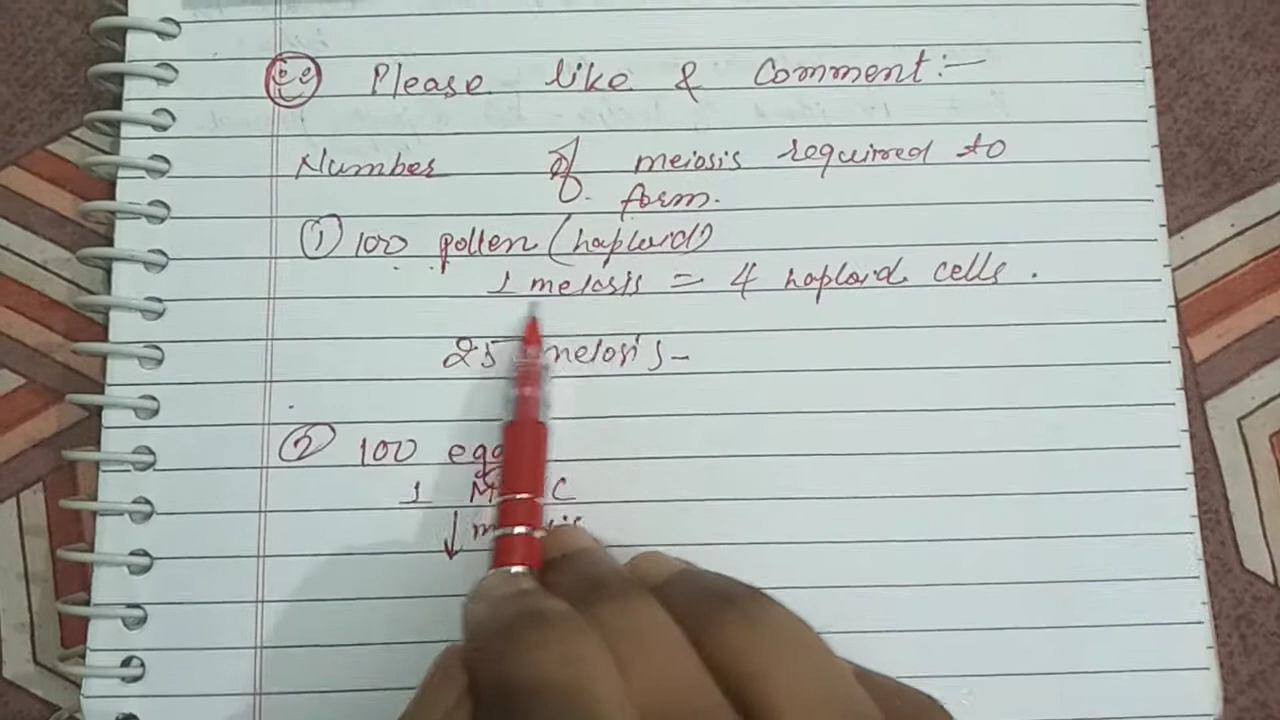 Please like & Comment:-
Number of meiosis required to
form.
① 100 pollen (haploid)
1 meiosis = 4 haploid cells.
25 meiosis-
② 100
1 M C
↓